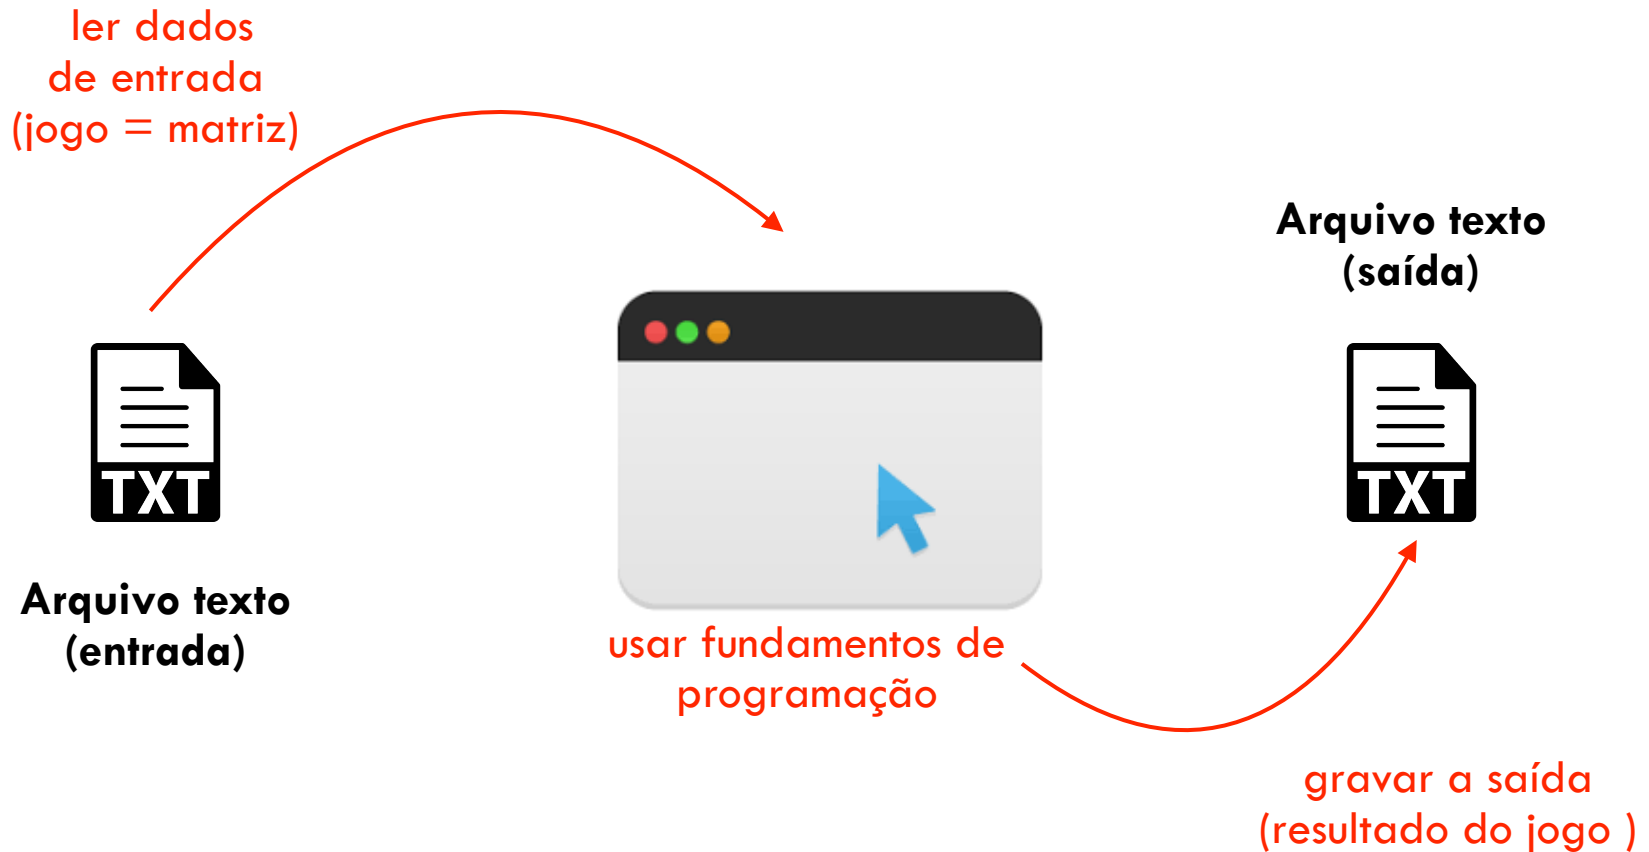 ler dados
de entrada
(jogo = matriz)
TXT
Arquivo texto
(entrada)
usar fundamentos de
programação
Arquivo texto
(saída)
TXT
gravar a saída
(resultado do jogo )